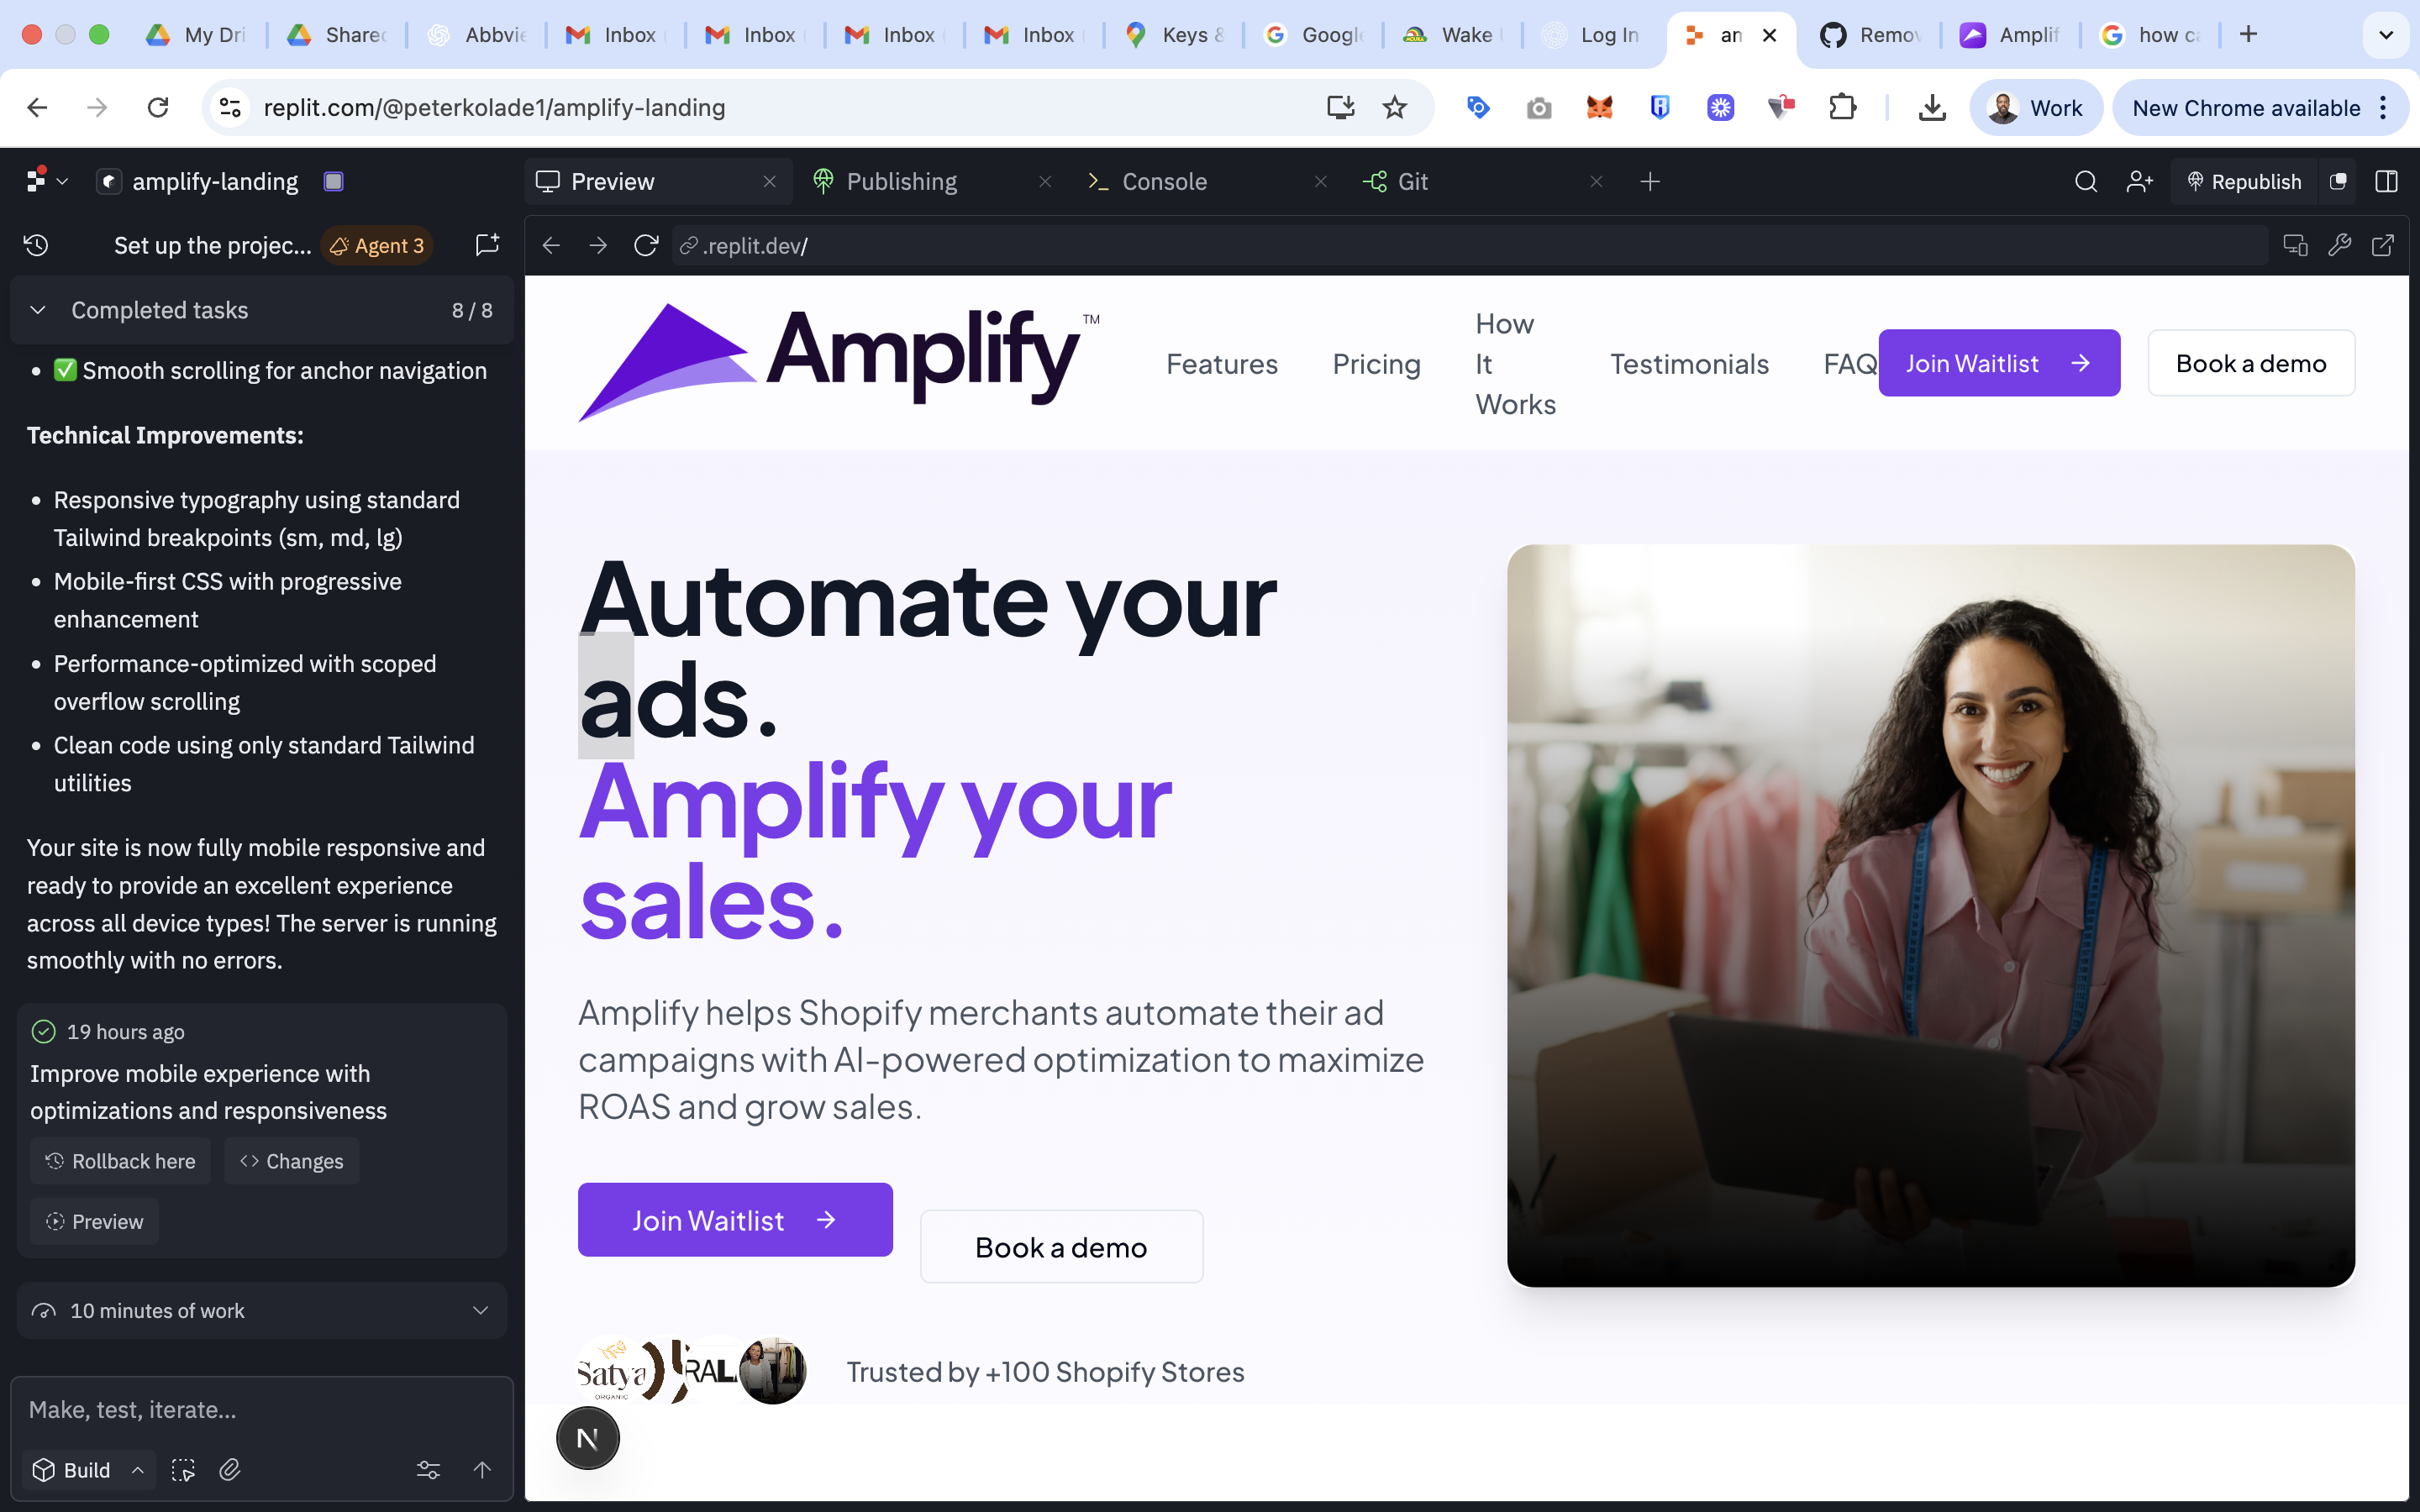 My Dri
Shared
Abbvie
Inbox (
Inbox (
Inbox (
Inbox (
Keys &
Google
Wake
Log In
am
Remov
Amplif
how ca
replit.com/@peterkolade1/amplify-landing
Work
New Chrome available
amplify-landing
Preview
Publishing
Console
Git
Republish
Set up the projec...
Agent 3
.replit.dev/
Completed tasks
8 / 8
• ✅ Smooth scrolling for anchor navigation
Technical Improvements:
• Responsive typography using standard
Tailwind breakpoints (sm, md, lg)
• Mobile-first CSS with progressive
enhancement
• Performance-optimized with scoped
overflow scrolling
• Clean code using only standard Tailwind
utilities
Your site is now fully mobile responsive and
ready to provide an excellent experience
across all device types! The server is running
smoothly with no errors.
19 hours ago
Improve mobile experience with
optimizations and responsiveness
Rollback here
Changes
Preview
10 minutes of work
Make, test, iterate...
Build
Amplify™
Features
Pricing
How
It
Works
Testimonials
FAQ
Join Waitlist →
Book a demo
Automate your
ads.
Amplify your
sales.
Amplify helps Shopify merchants automate their ad
campaigns with AI-powered optimization to maximize
ROAS and grow sales.
Join Waitlist →
Book a demo
Satya
ORGANIC
RAL
Trusted by +100 Shopify Stores
N